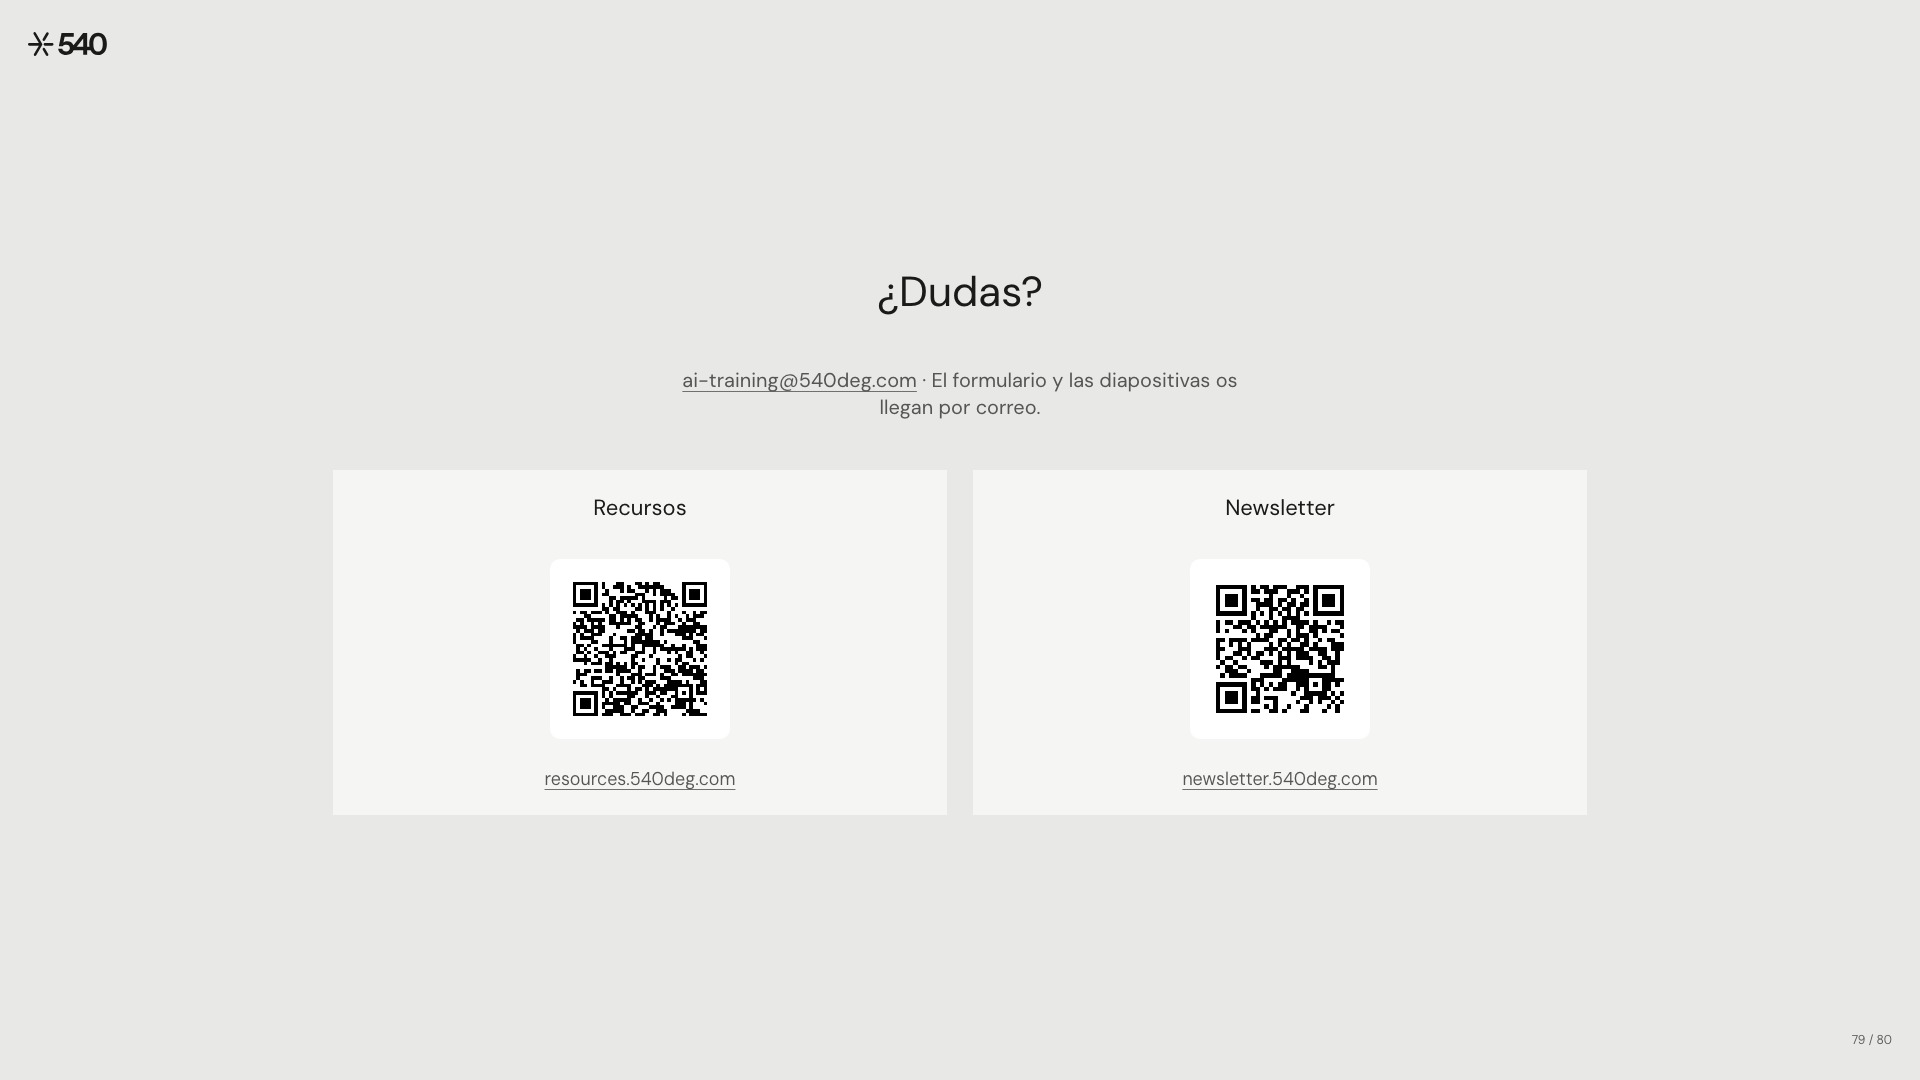 540
¿Dudas?
ai-training@540deg.com · El formulario y las diapositivas os
llegan por correo.
Recursos
resources.540deg.com
Newsletter
newsletter.540deg.com
79 / 80